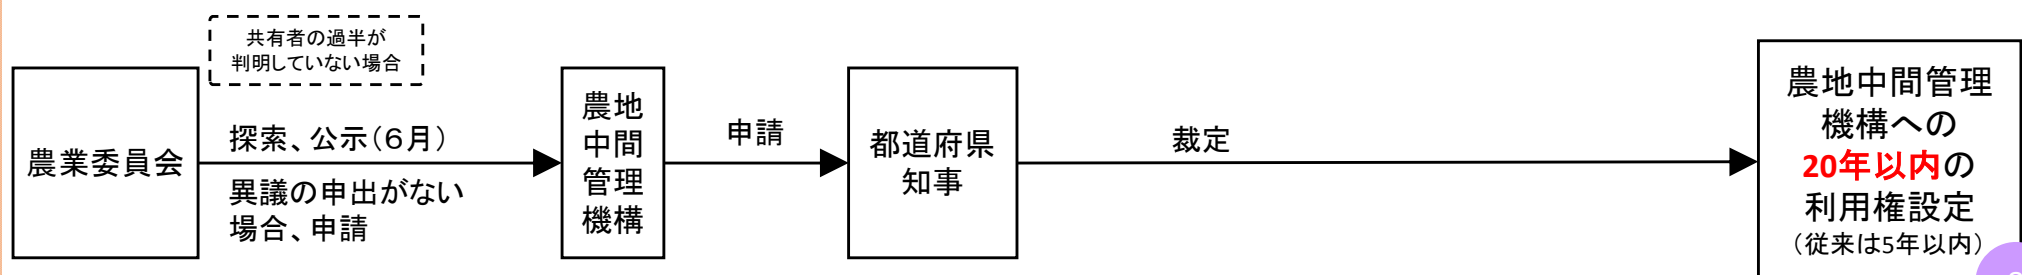 共有者の過半が
判明していない場合
農業委員会
探索、公示（６月）
異議の申出がない
場合、申請
農地
中間
管理
機構
申請
都道府県
知事
裁定
農地中間管理
機構への
20年以内の
利用権設定
（従来は5年以内）